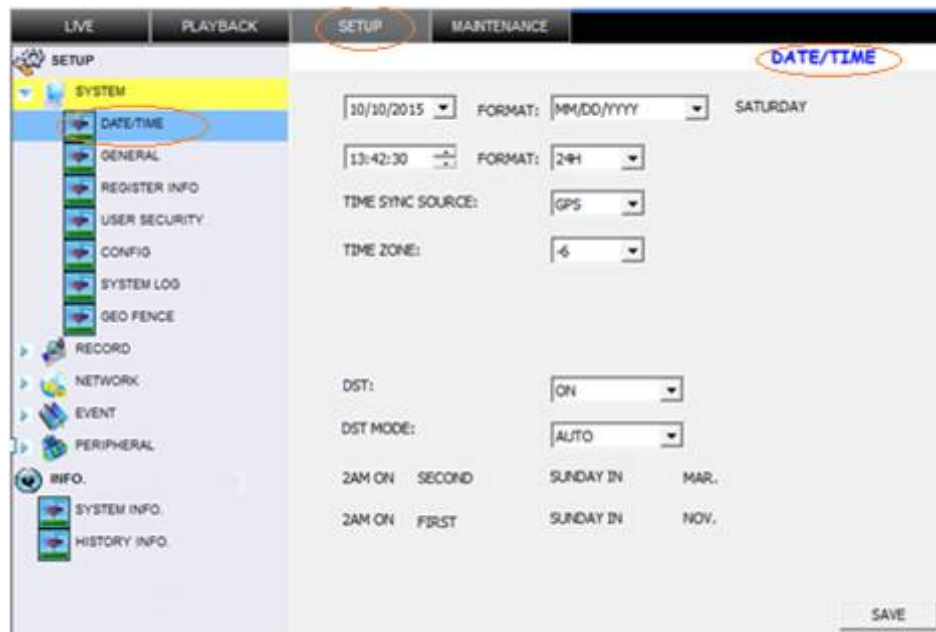 LIVE PLAYBACK SETUP MAINTENANCE
SETUP
DATE/TIME
SYSTEM
DATE/TIME
GENERAL
REGISTER INFO
USER SECURITY
CONFIG
SYSTEM LOG
GEO FENCE
RECORD
NETWORK
EVENT
PERIPHERAL
INFO.
SYSTEM INFO.
HISTORY INFO.
10/10/2015 FORMAT: MM/DD/YYYY SATURDAY
13:42:30 FORMAT: 24H
TIME SYNC SOURCE: GPS
TIME ZONE: -6
DST: ON
DST MODE: AUTO
2AM ON SECOND SUNDAY IN MAR.
2AM ON FIRST SUNDAY IN NOV.
SAVE